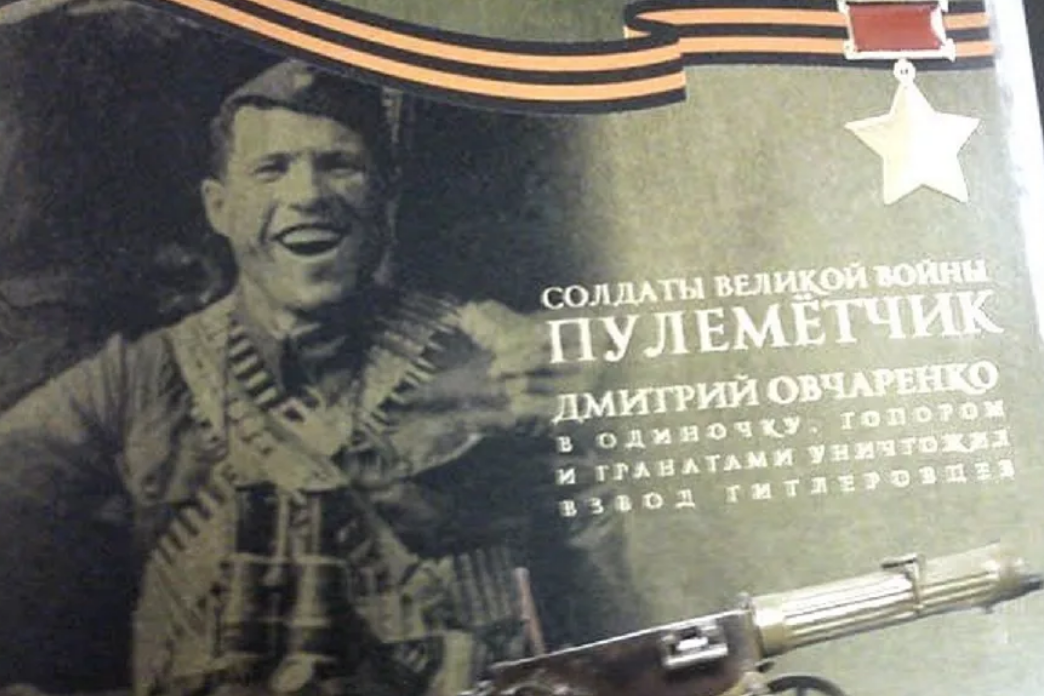 СОЛДАТЫ ВЕЛИКОЙ ВОЙНЫ
ПУЛЕМЁТЧИК
ДМИТРИЙ ОВЧАРЕНКО
В ОДИНОЧКУ, ТОПОРОМ
И ГРАНАТАМИ УНИЧТОЖИЛ
ВЗВОД ГИТЛЕРОВЦЕВ